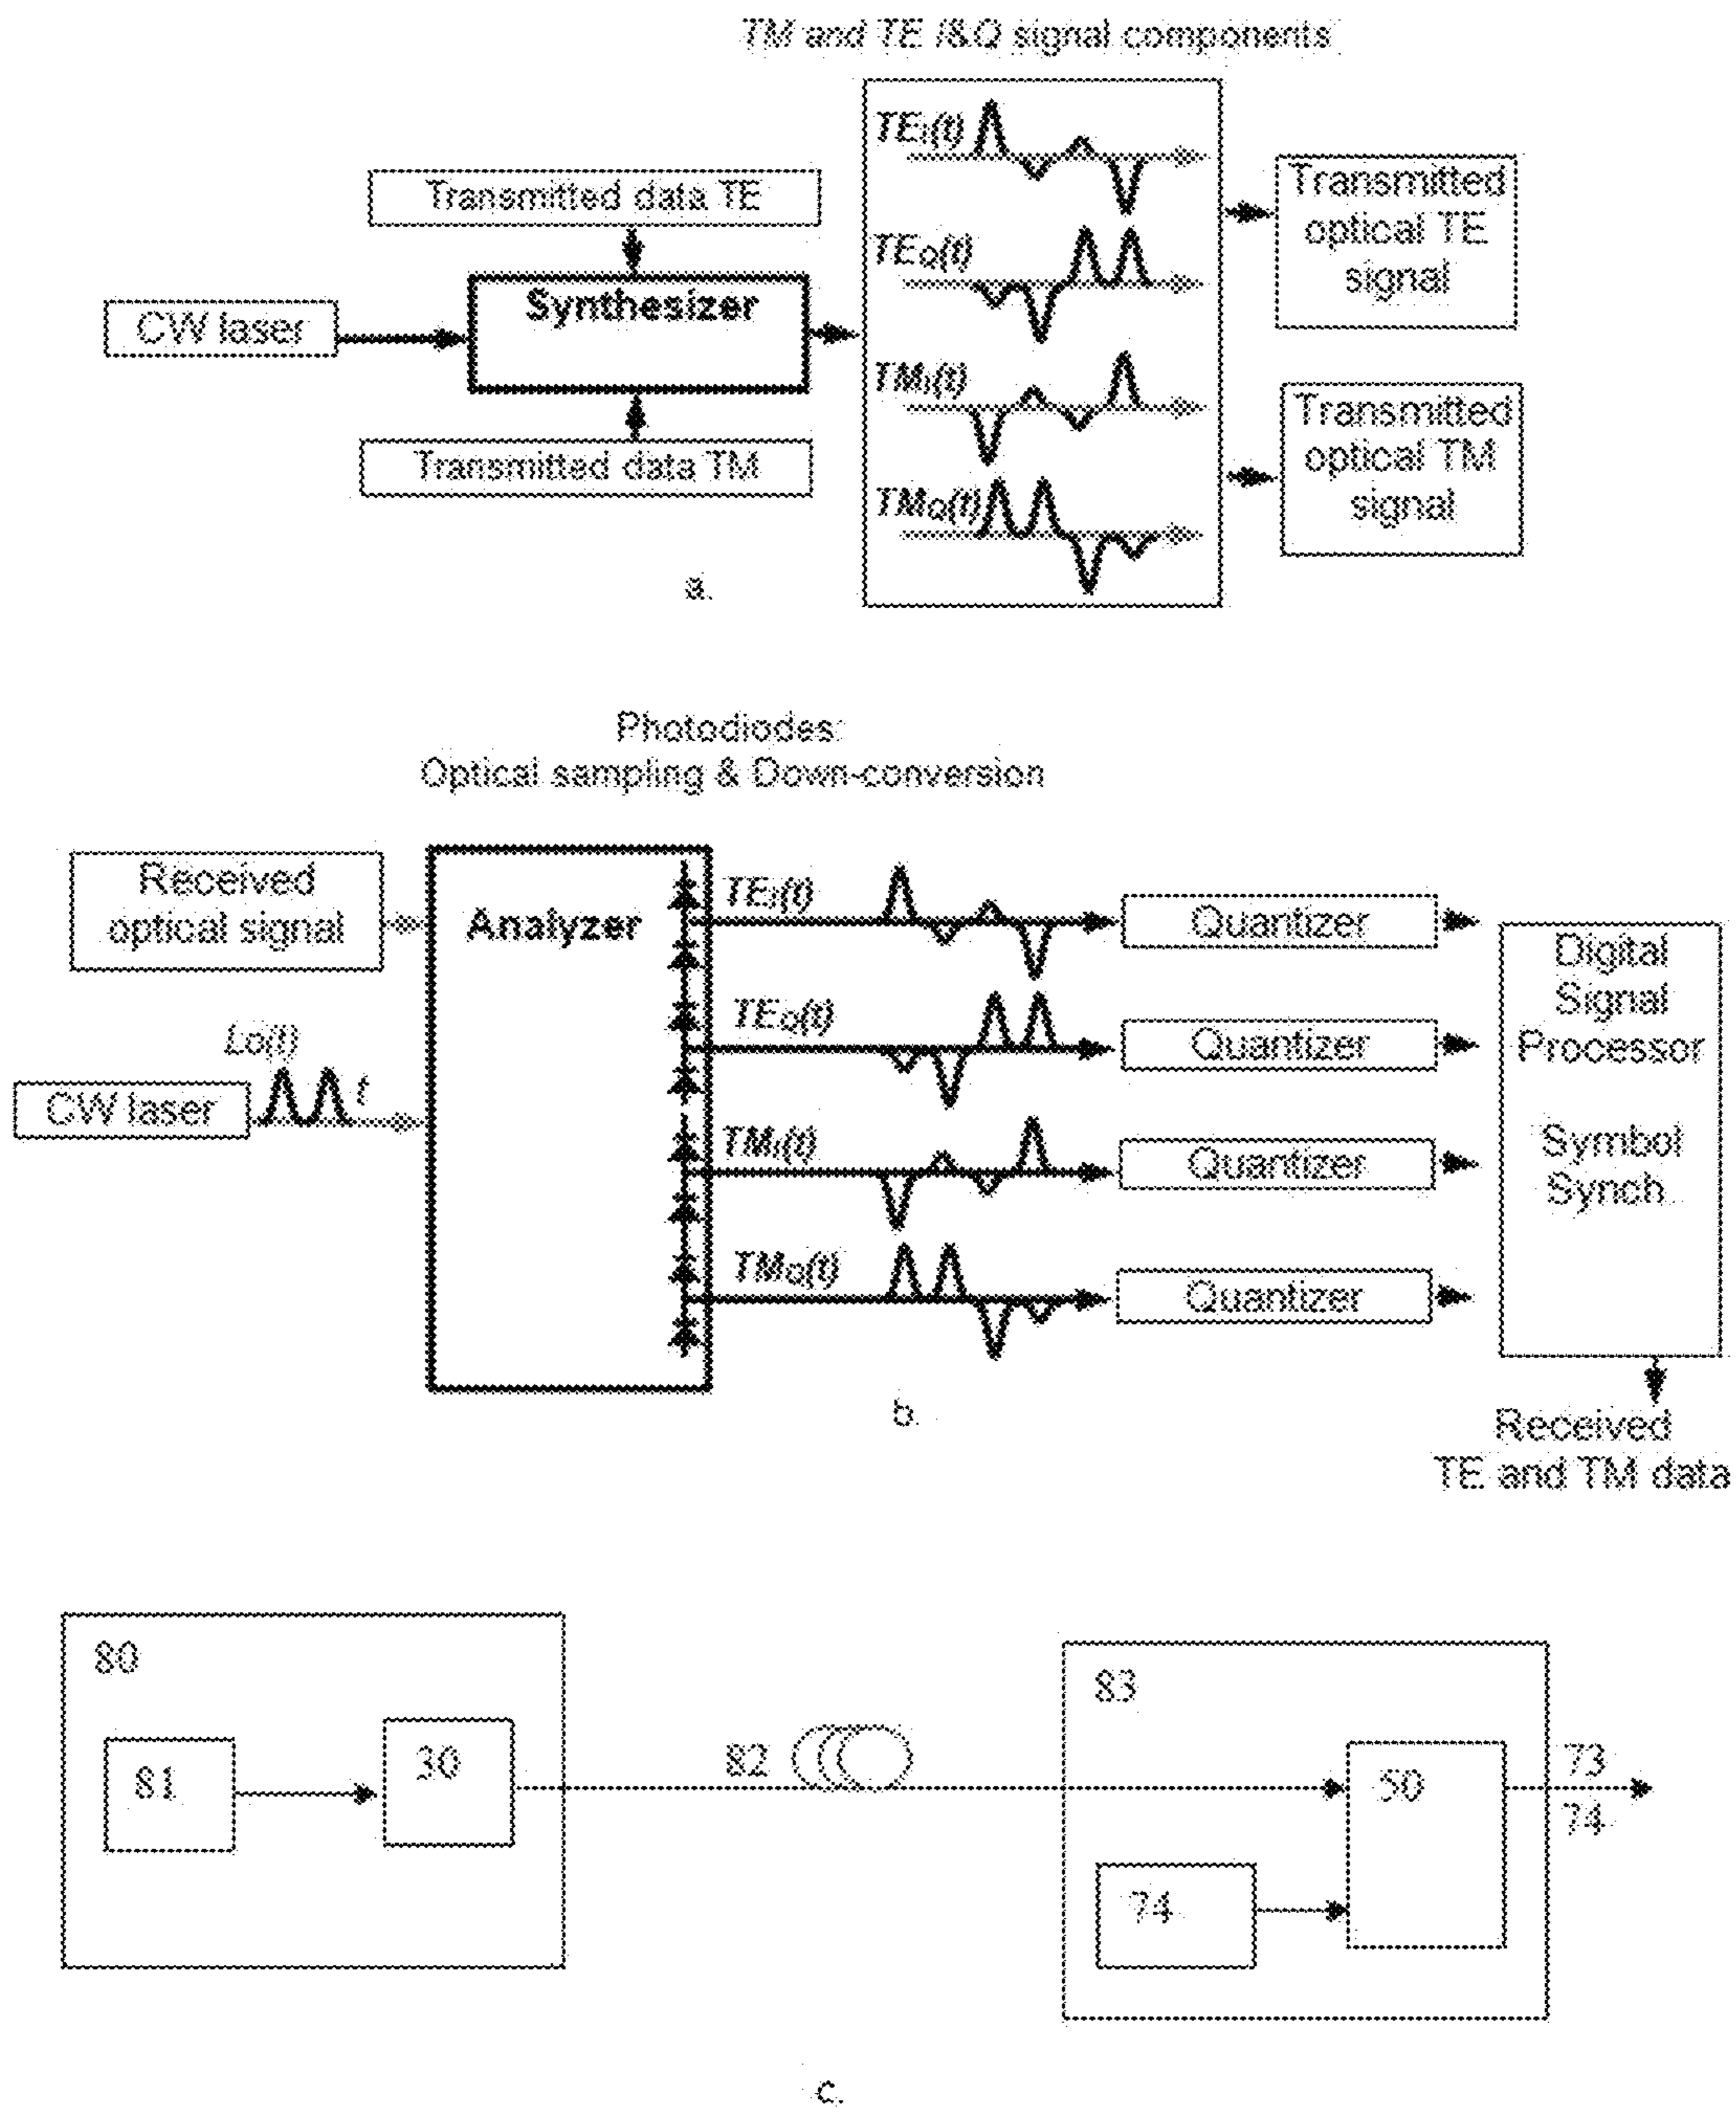 TM and TE I&Q signal components
TEI(t)
Transmitted data TE
TEQ(t)
Transmitted
optical TE
signal
CW laser
Synthesizer
TMI(t)
Transmitted data TM
TMQ(t)
Transmitted
optical TM
signal
a.
Photodiodes:
Optical sampling & Down-conversion
Received
optical signal
Analyzer
TEI(t)
Quantizer
Digital
Signal
Processor
Symbol
Synch.
Lo(t)
t
CW laser
TEQ(t)
Quantizer
TMI(t)
Quantizer
TMQ(t)
Quantizer
b.
Received
TE and TM data
80
81
30
82
83
50
73
74
74
c.